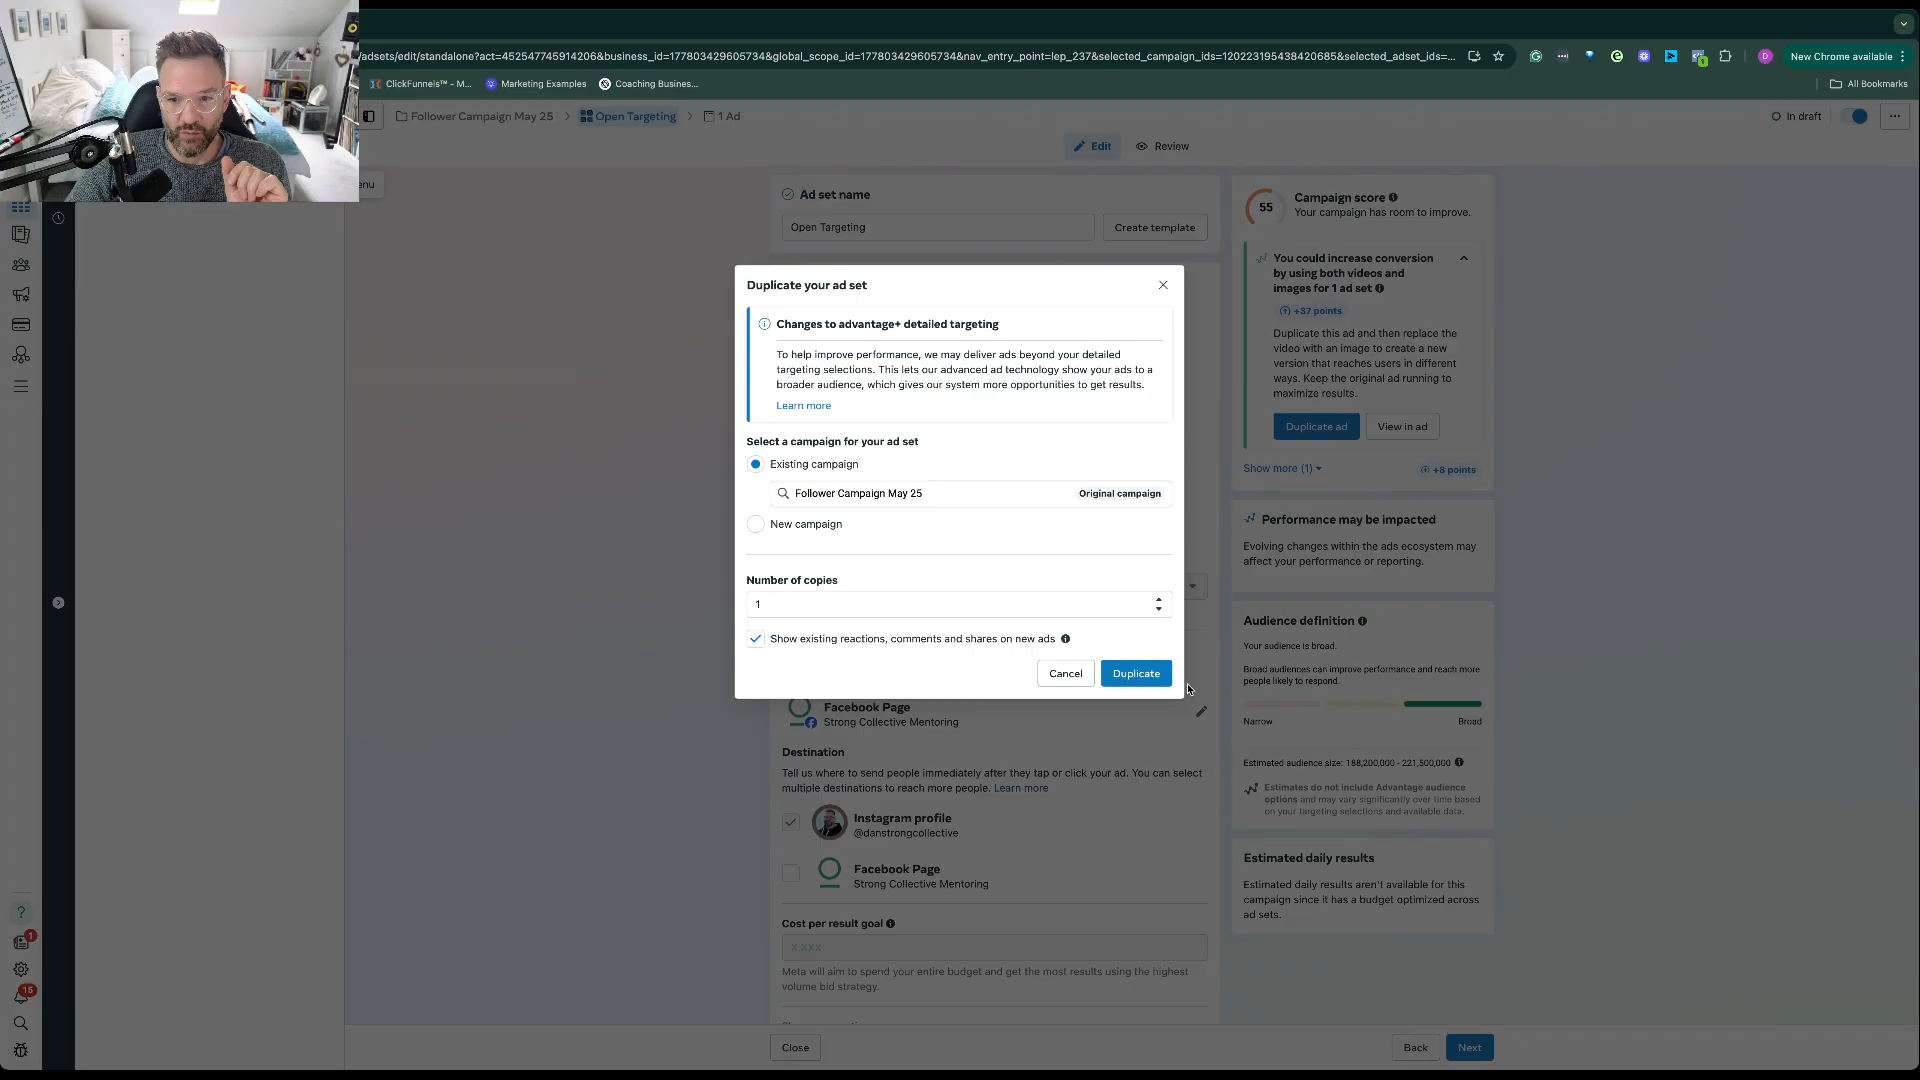 /adsets/edit/standalone?act=452547745914206&business_id=177803429605734&global_scope_id=177803429605734&nav_entry_point=lep_237&selected_campaign_ids=120223195438420685&selected_adset_ids=...
New Chrome available
ClickFunnels™ - M...
Marketing Examples
Coaching Busines...
All Bookmarks
Follower Campaign May 25
Open Targeting
1 Ad
In draft
Edit
Review
enu
Ad set name
Open Targeting
Create template
55
Campaign score
Your campaign has room to improve.
You could increase conversion
by using both videos and
images for 1 ad set
+37 points
Duplicate this ad and then replace the
video with an image to create a new
version that reaches users in different
ways. Keep the original ad running to
maximize results.
Duplicate ad
View in ad
Show more (1)
+8 points
Performance may be impacted
Evolving changes within the ads ecosystem may
affect your performance or reporting.
Audience definition
Your audience is broad.
Broad audiences can improve performance and reach more
people likely to respond.
Narrow
Broad
Estimated audience size: 188,200,000 - 221,500,000
Estimates do not include Advantage audience
options and may vary significantly over time based
on your targeting selections and available data.
Estimated daily results
Estimated daily results aren't available for this
campaign since it has a budget optimized across
ad sets.
Duplicate your ad set
Changes to advantage+ detailed targeting
To help improve performance, we may deliver ads beyond your detailed
targeting selections. This lets our advanced ad technology show your ads to a
broader audience, which gives our system more opportunities to get results.
Learn more
Select a campaign for your ad set
Existing campaign
Follower Campaign May 25
Original campaign
New campaign
Number of copies
1
Show existing reactions, comments and shares on new ads
Cancel
Duplicate
Facebook Page
Strong Collective Mentoring
Destination
Tell us where to send people immediately after they tap or click your ad. You can select
multiple destinations to reach more people. Learn more
Instagram profile
@danstrongcollective
Facebook Page
Strong Collective Mentoring
Cost per result goal
X.XXX
Meta will aim to spend your entire budget and get the most results using the highest
volume bid strategy.
Close
Back
Next
1
15